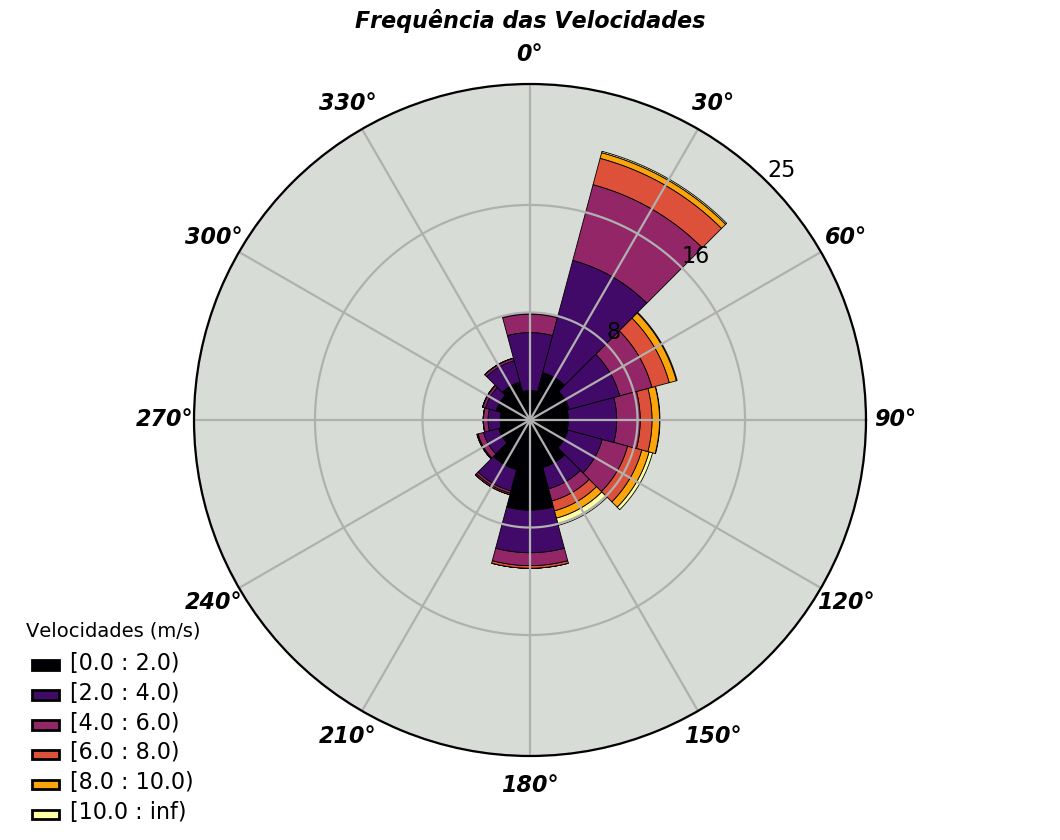 Frequência das Velocidades
0°
30°
60°
90°
120°
150°
180°
210°
240°
270°
300°
330°
25
16
8
Velocidades (m/s)
[0.0 : 2.0)
[2.0 : 4.0)
[4.0 : 6.0)
[6.0 : 8.0)
[8.0 : 10.0)
[10.0 : inf)